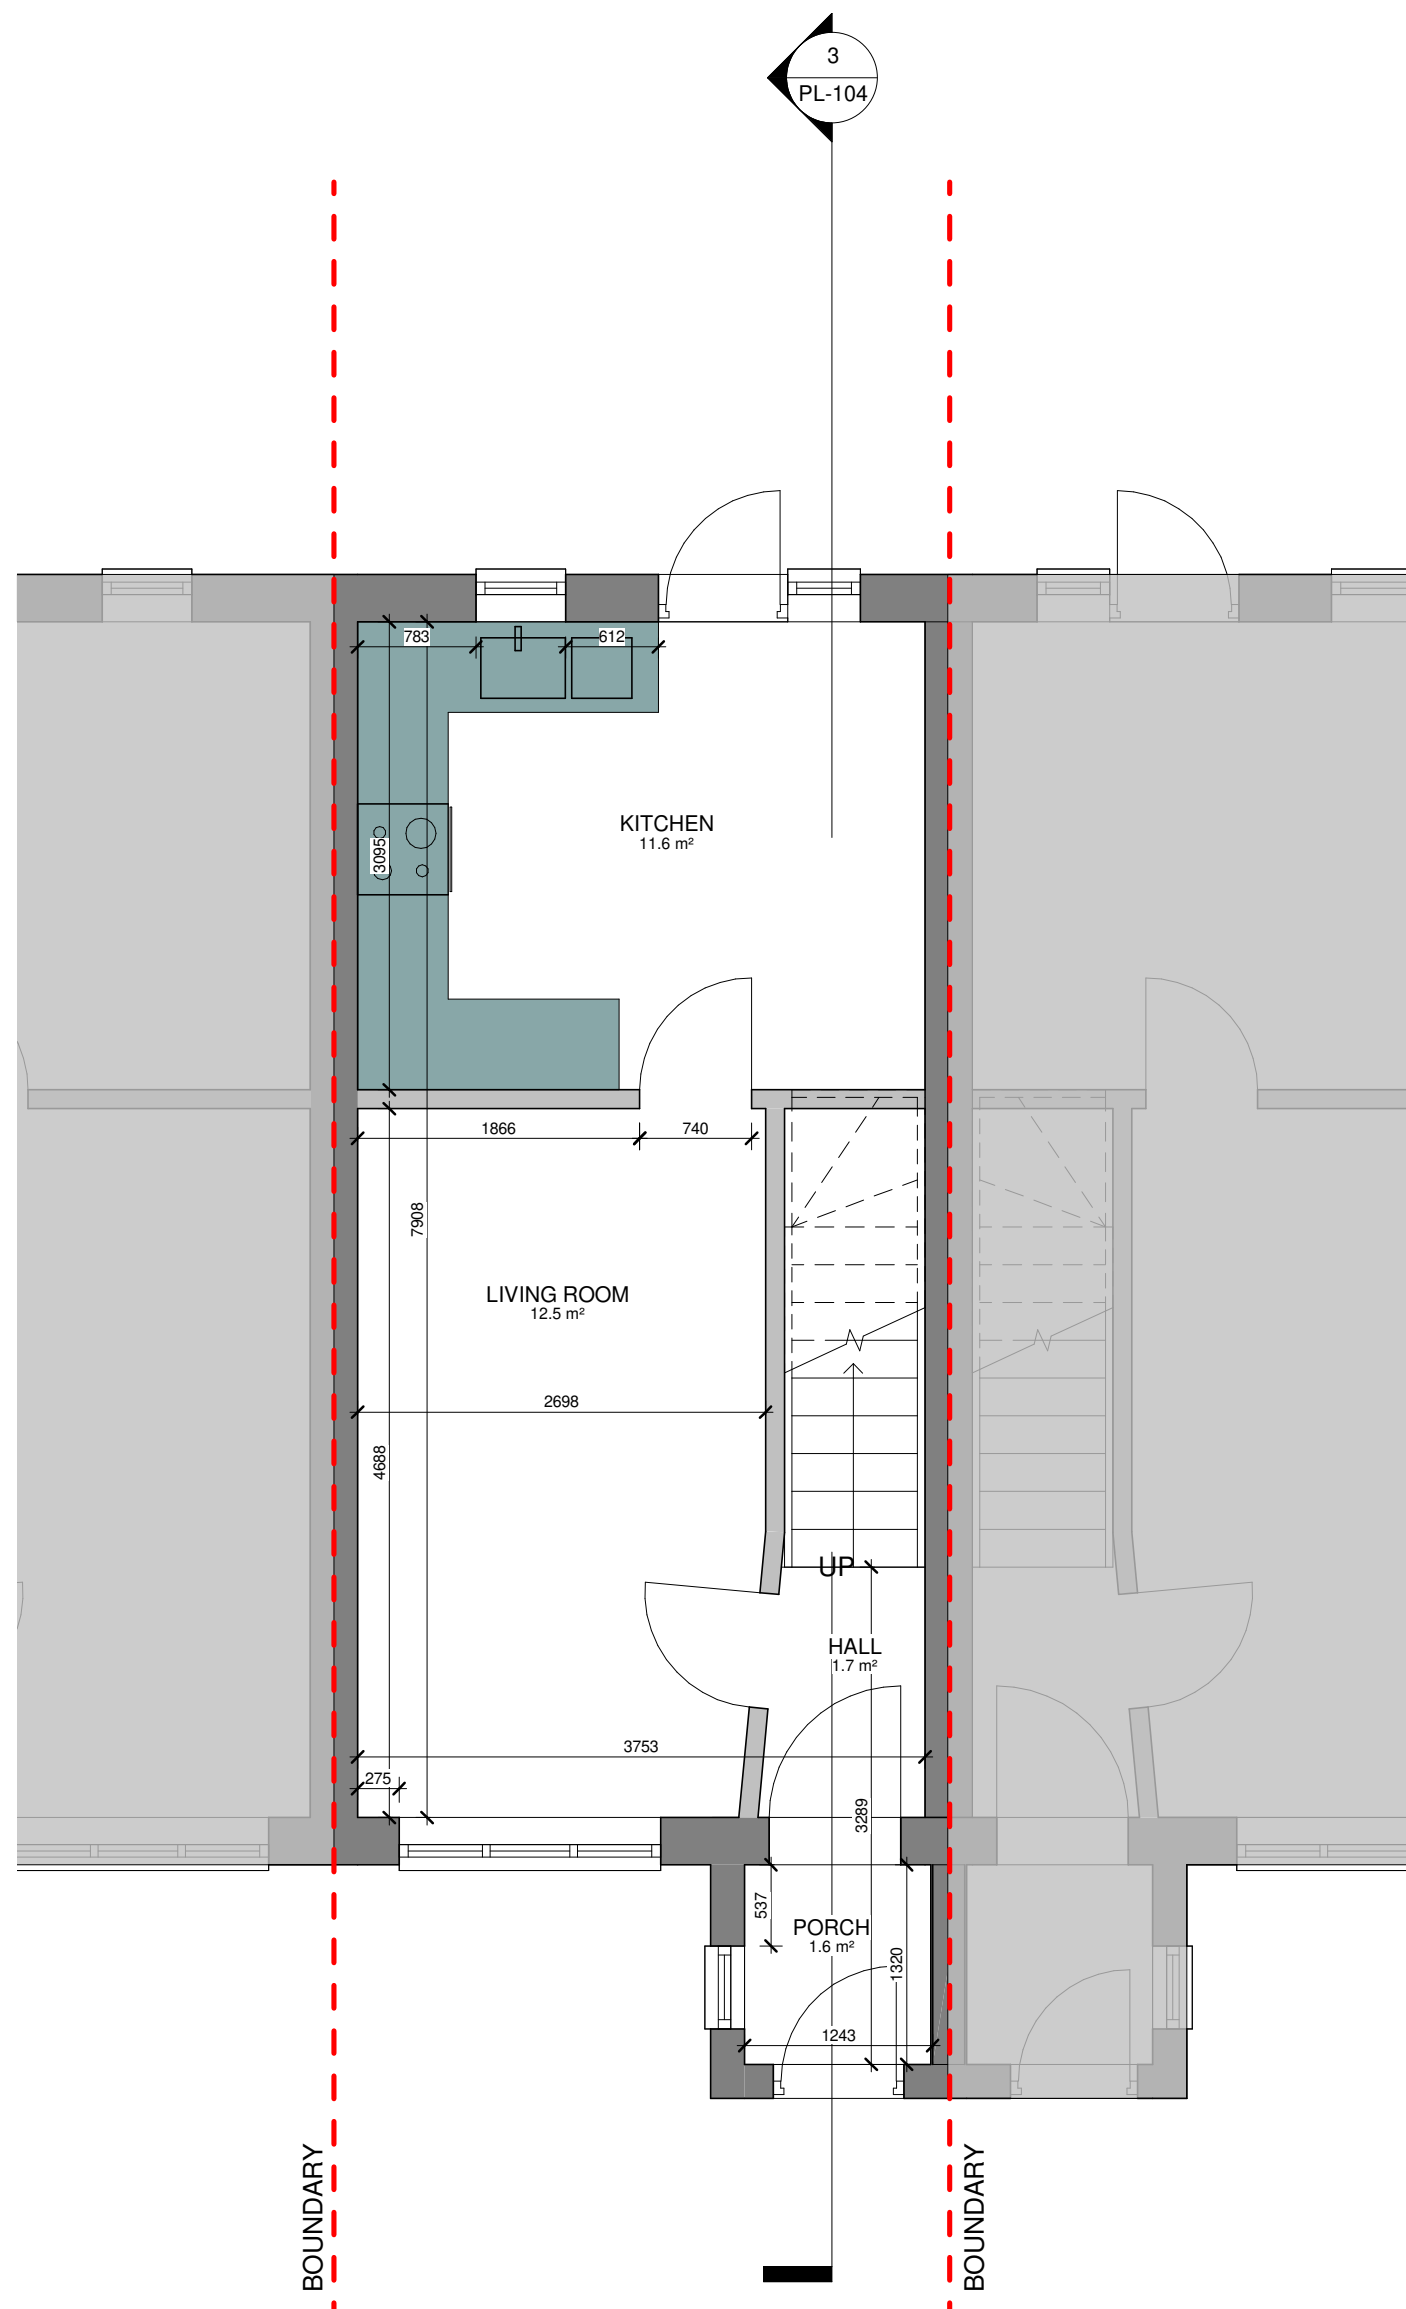 3
PL-104
783
612
KITCHEN
11.6 m²
3095
1866
740
7908
LIVING ROOM
12.5 m²
2698
4688
UP
HALL
1.7 m²
3753
275
3289
537
PORCH
1.6 m²
1320
1243
BOUNDARY
BOUNDARY